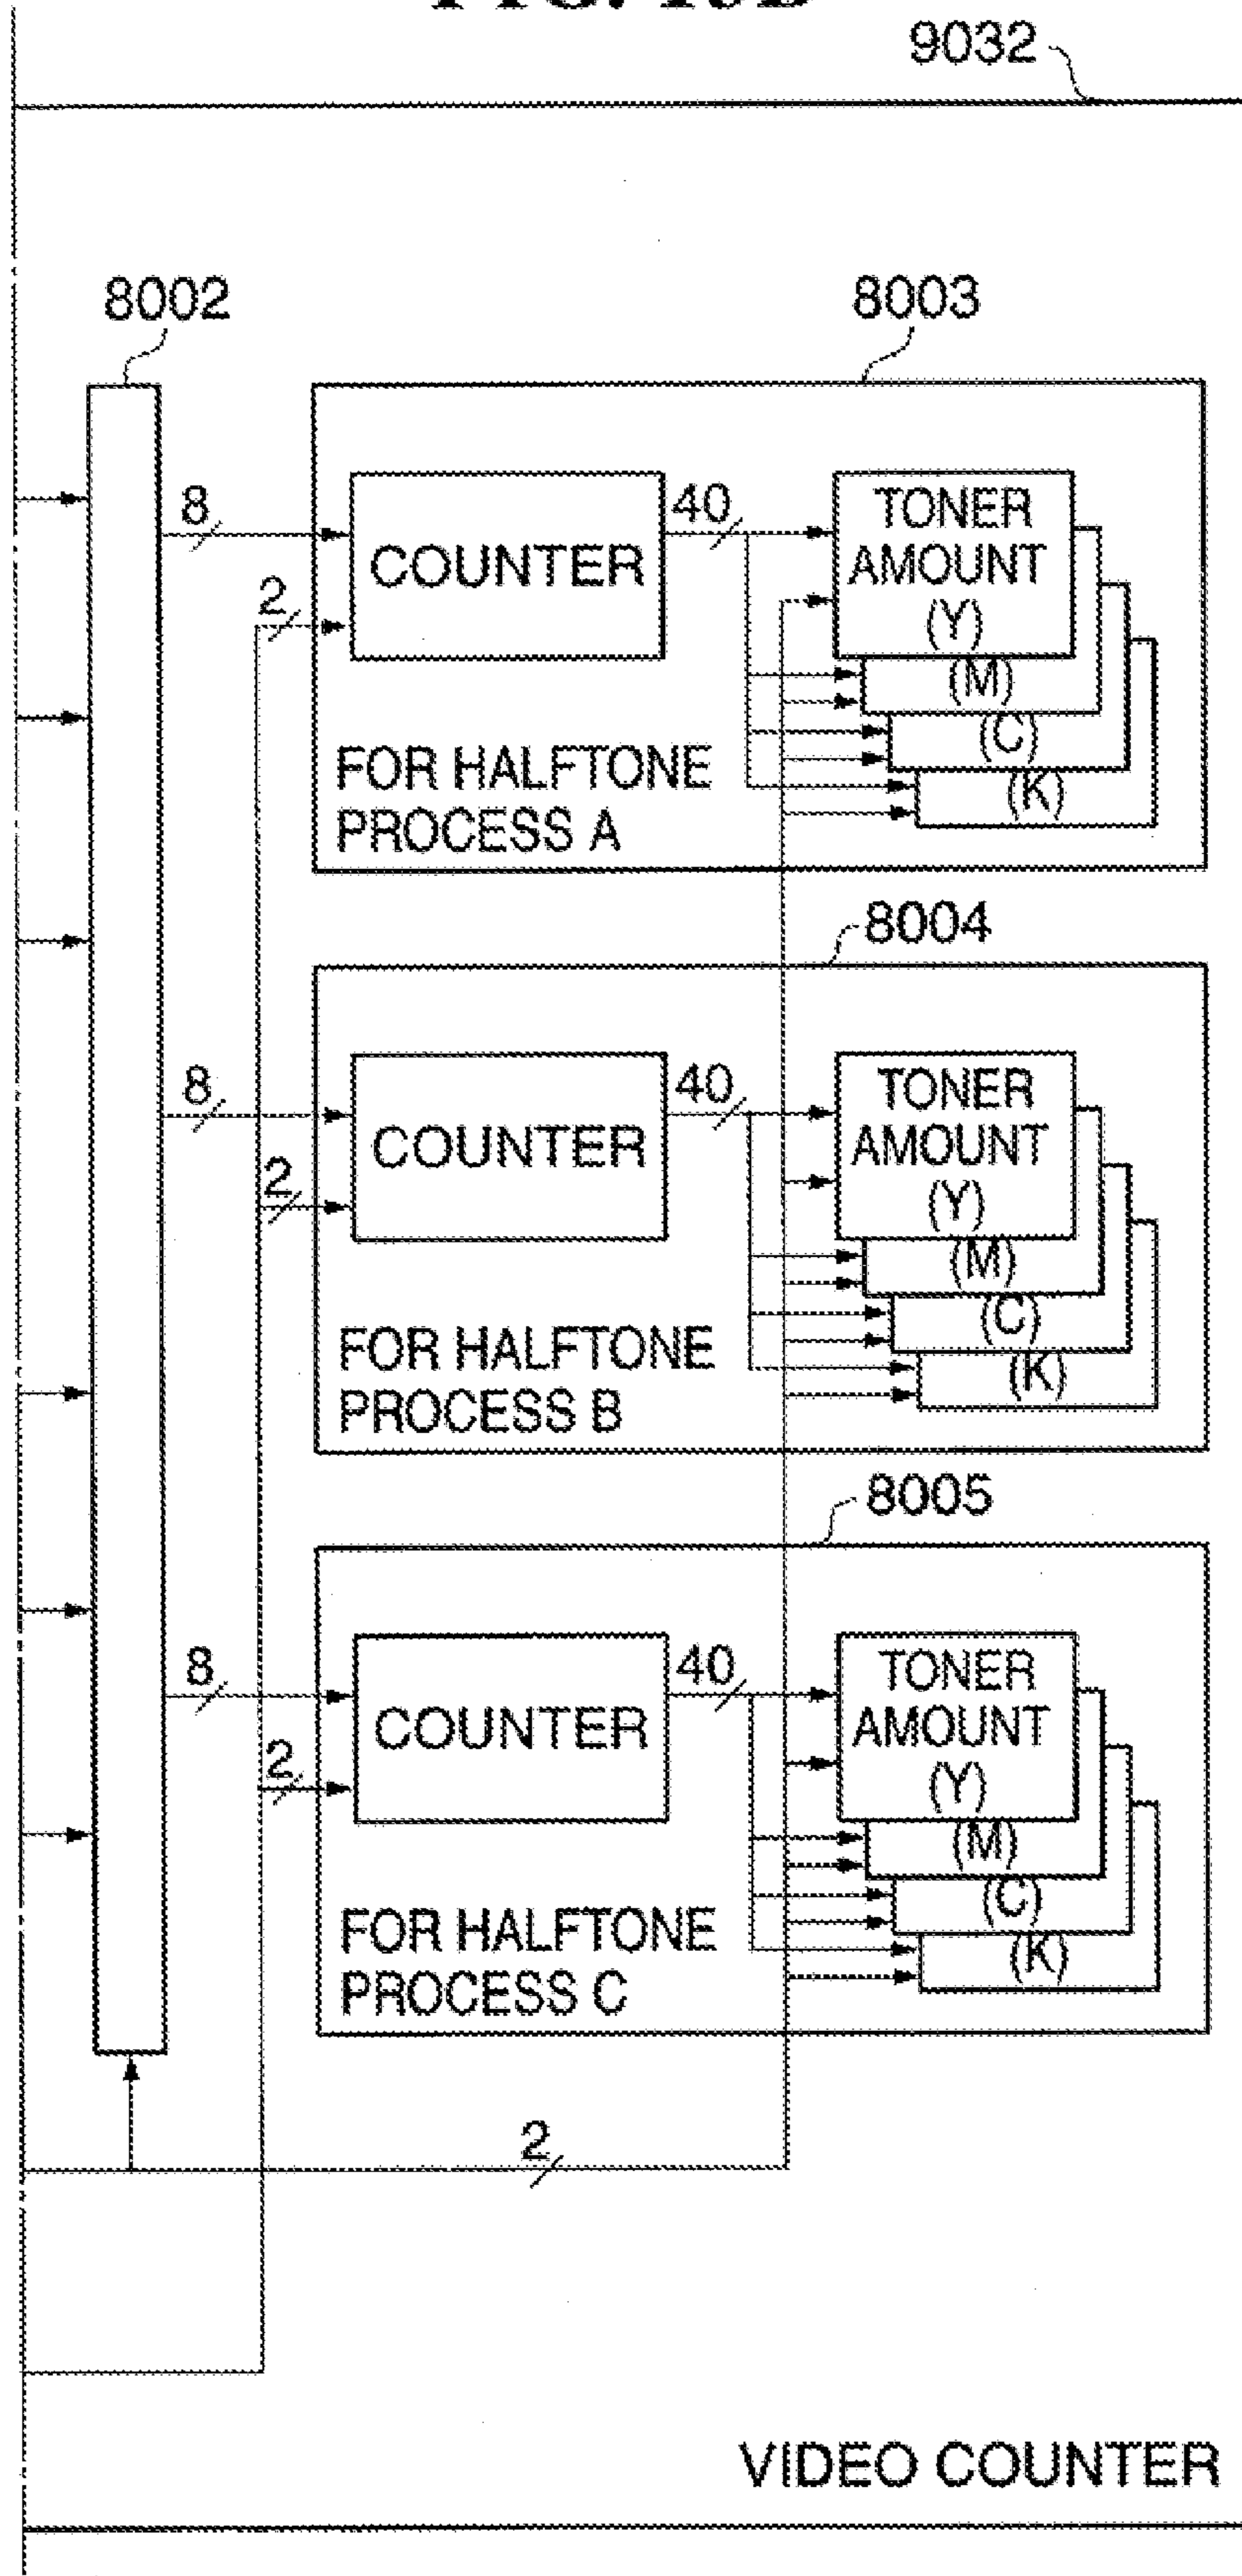 9032
8002
8003
8
2
COUNTER
40
TONER
AMOUNT
(Y)
(M)
(C)
(K)
FOR HALFTONE
PROCESS A
8004
8
2
COUNTER
40
TONER
AMOUNT
(Y)
(M)
(C)
(K)
FOR HALFTONE
PROCESS B
8005
8
2
COUNTER
40
TONER
AMOUNT
(Y)
(M)
(C)
(K)
FOR HALFTONE
PROCESS C
2
VIDEO COUNTER